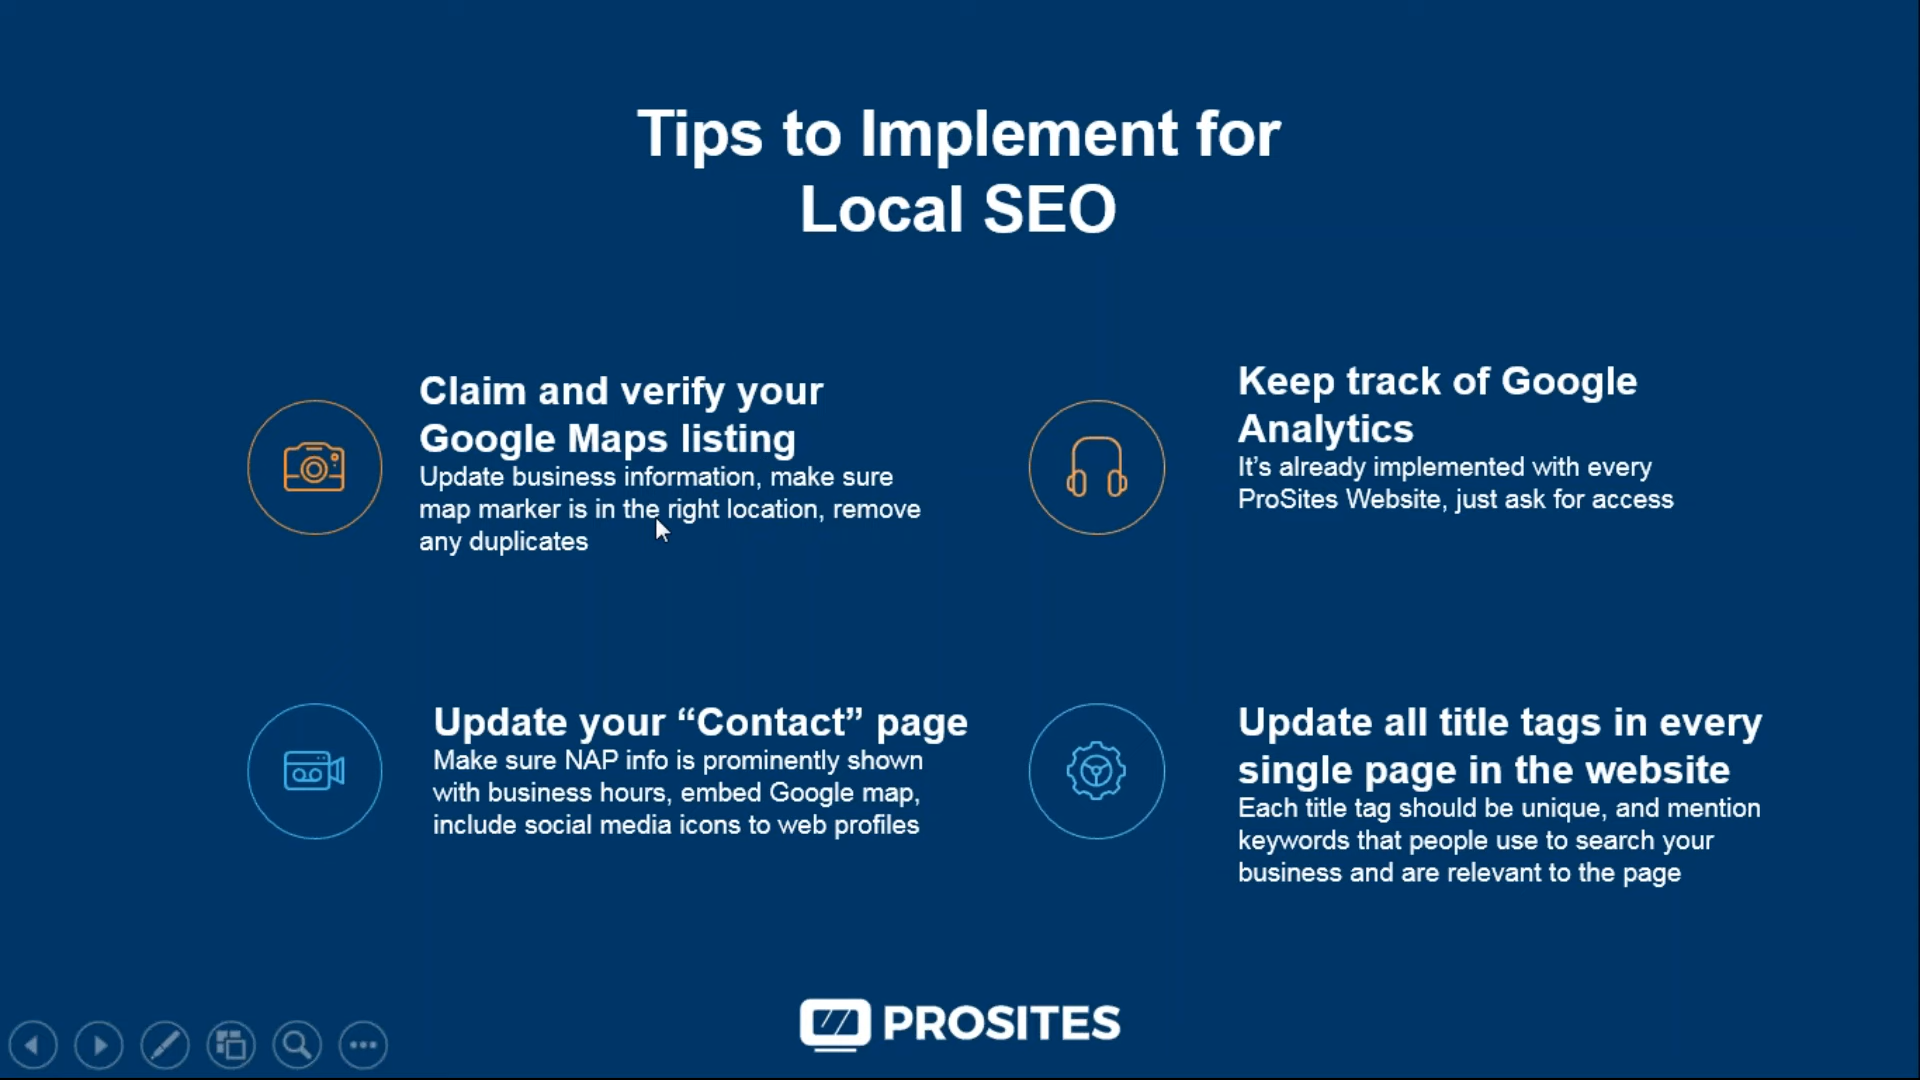 Tips to Implement for
Local SEO
Claim and verify your
Google Maps listing
Update business information, make sure
map marker is in the right location, remove
any duplicates
Keep track of Google
Analytics
It’s already implemented with every
ProSites Website, just ask for access
Update your “Contact” page
Make sure NAP info is prominently shown
with business hours, embed Google map,
include social media icons to web profiles
Update all title tags in every
single page in the website
Each title tag should be unique, and mention
keywords that people use to search your
business and are relevant to the page
PROSITES